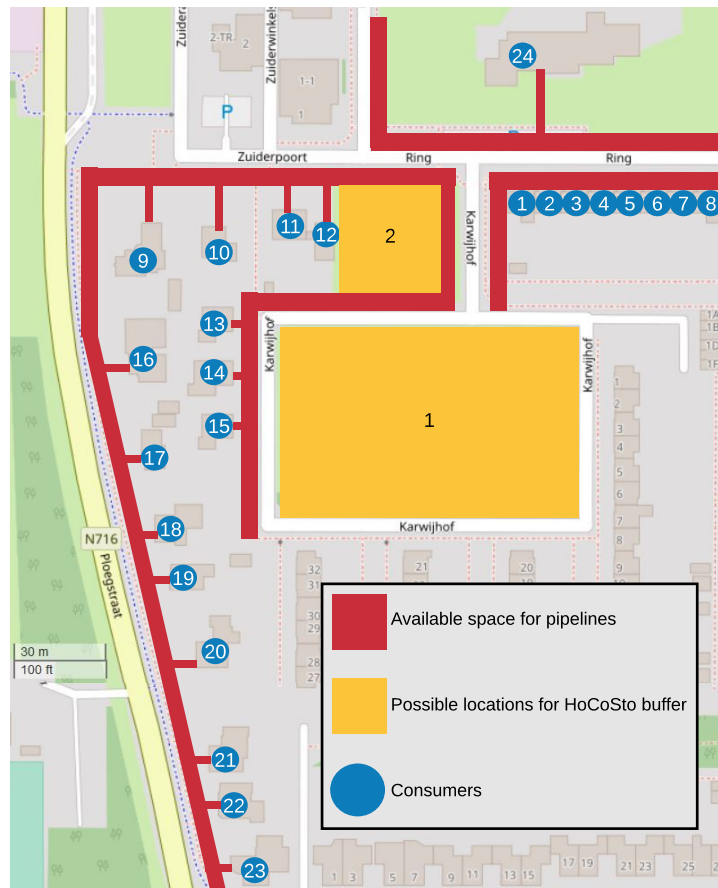 Zuidera
Zuiderwinkels
2-TR
2
24
1-1
1
P
Zuiderpoort
Ring
Ring
1 2 3 4 5 6 7 8
Karwijhof
9
10
11
12
2
13
14
15
16
17
18
19
20
21
22
23
Karwijhof
Karwijhof
1
Karwijhof
1A
1B
1D
1F
1
2
3
4
5
6
7
8
9
10
N716
Ploegstraat
32
31
30
29
28
27
21
20
30 m
100 ft
Available space for pipelines
Possible locations for HoCoSto buffer
Consumers
1 3
5 7
9 11
13 15
17 19
21 23
25